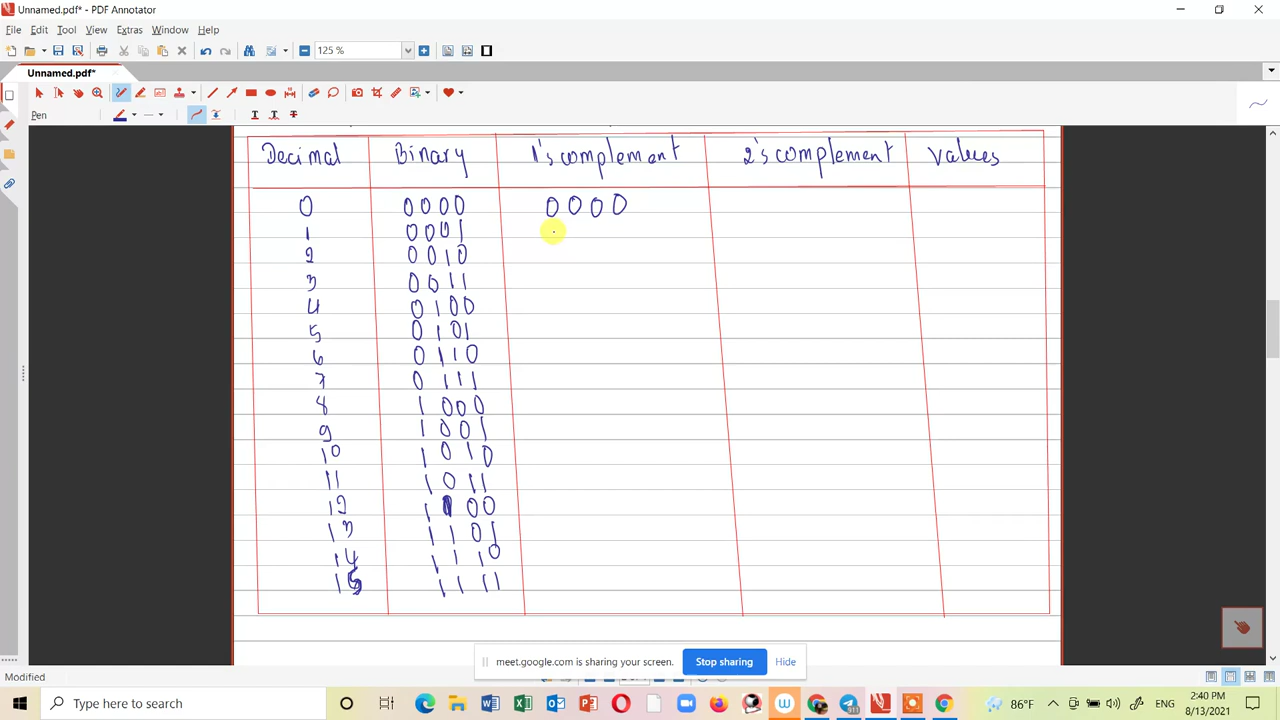 Unnamed.pdf* - PDF Annotator
File Edit Tool View Extras Window Help
125 %
Unnamed.pdf*
Pen
Decimal Binary 1's complement 2's complement Values
0 0000 0000
1 0001
2 0010
3 0011
4 0100
5 0101
6 0110
7 0111
8 1000
9 1001
10 1010
11 1011
12 1100
13 1101
14 1110
15 1111
meet.google.com is sharing your screen. Stop sharing Hide
Modified
Type here to search
86°F ENG 2:40 PM
8/13/2021